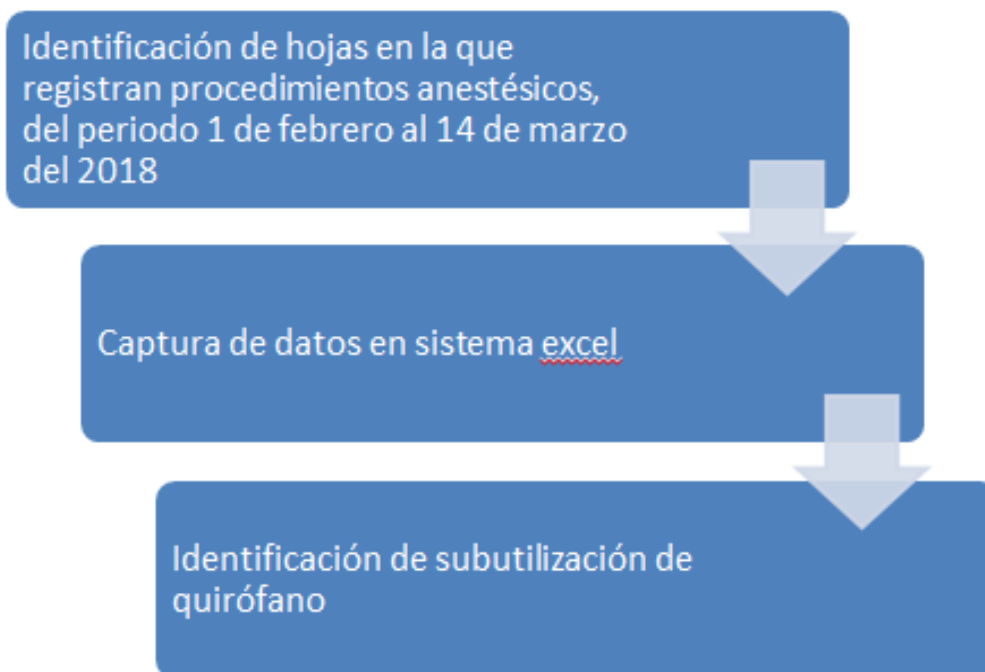 Identificación de hojas en la que
registran procedimientos anestésicos,
del periodo 1 de febrero al 14 de marzo
del 2018
Captura de datos en sistema excel
Identificación de subutilización de
quirófano